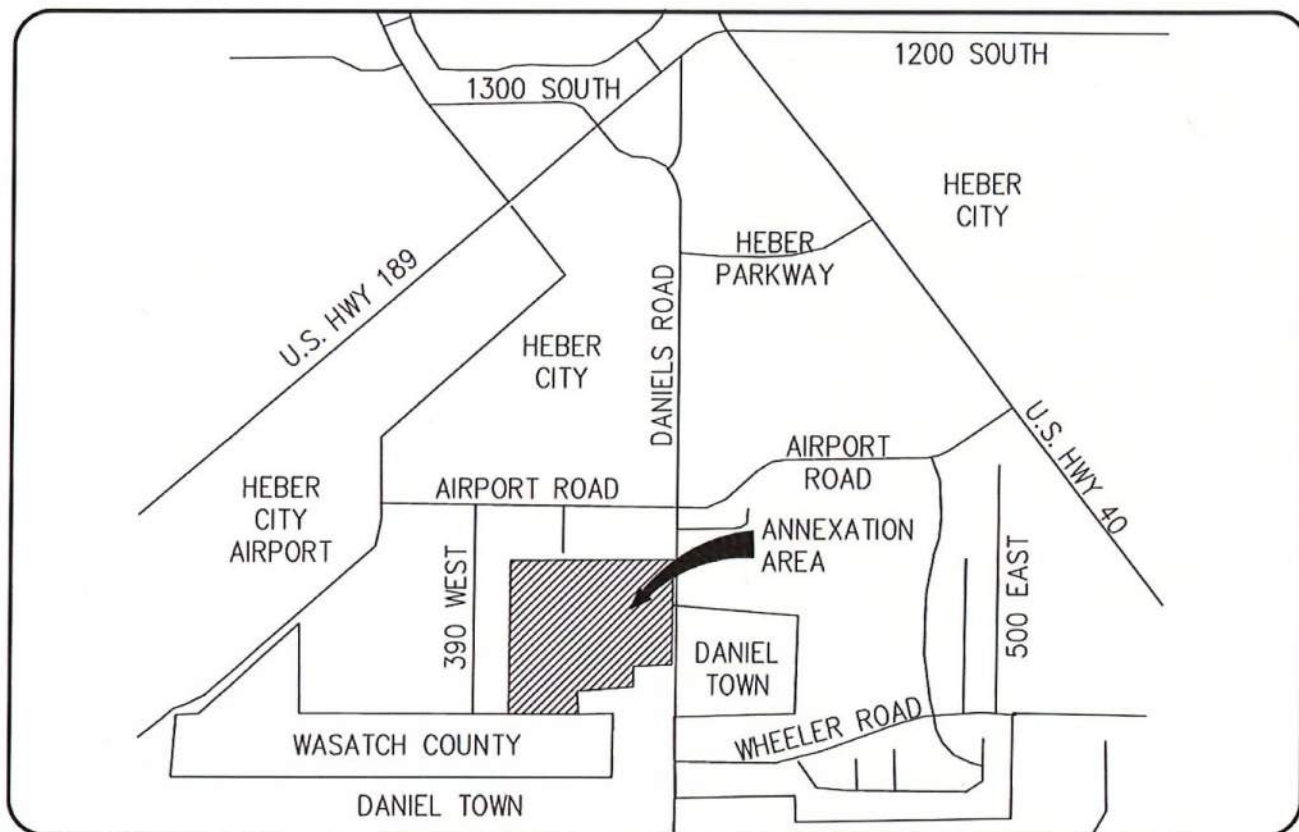 1200 SOUTH
1300 SOUTH
HEBER
CITY
HEBER
PARKWAY
U.S. HWY 189
DANIELS ROAD
HEBER
CITY
U.S. HWY 40
AIRPORT
ROAD
HEBER
CITY
AIRPORT
AIRPORT ROAD
ANNEXATION
AREA
390 WEST
500 EAST
DANIEL
TOWN
WHEELER ROAD
WASATCH COUNTY
DANIEL TOWN